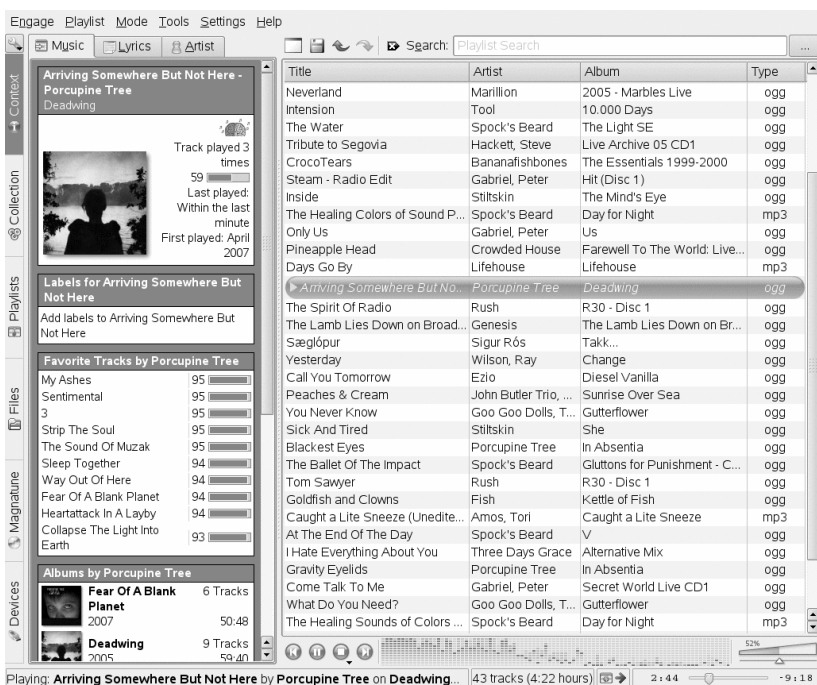 Engage Playlist Mode Tools Settings Help
Music Lyrics Artist
Search: Playlist Search ...
Context
Collection
Playlists
Files
Magnatune
Devices
Arriving Somewhere But Not Here -
Porcupine Tree
Deadwing
Track played 3
times
59
Last played:
Within the last
minute
First played: April
2007
Labels for Arriving Somewhere But
Not Here
Add labels to Arriving Somewhere But
Not Here
Favorite Tracks by Porcupine Tree
My Ashes 95
Sentimental 95
3 95
Strip The Soul 95
The Sound Of Muzak 95
Sleep Together 94
Way Out Of Here 94
Fear Of A Blank Planet 94
Heartattack In A Layby 94
Collapse The Light Into
Earth 93
Albums by Porcupine Tree
Fear Of A Blank 6 Tracks
Planet
2007 50:48
Deadwing 9 Tracks
2005 59:40
Title Artist Album Type
Neverland Marillion 2005 - Marbles Live ogg
Intension Tool 10.000 Days ogg
The Water Spock's Beard The Light SE ogg
Tribute to Segovia Hackett, Steve Live Archive 05 CD1 ogg
CrocoTears Bananafishbones The Essentials 1999-2000 ogg
Steam - Radio Edit Gabriel, Peter Hit (Disc 1) ogg
Inside Stiltskin The Mind's Eye ogg
The Healing Colors of Sound P... Spock's Beard Day for Night mp3
Only Us Gabriel, Peter Us ogg
Pineapple Head Crowded House Farewell To The World: Live... ogg
Days Go By Lifehouse Lifehouse mp3
Arriving Somewhere But No.. Porcupine Tree Deadwing ogg
The Spirit Of Radio Rush R30 - Disc 1 ogg
The Lamb Lies Down on Broad... Genesis The Lamb Lies Down on Br... ogg
Sæglópur Sigur Rós Takk... ogg
Yesterday Wilson, Ray Change ogg
Call You Tomorrow Ezio Diesel Vanilla ogg
Peaches & Cream John Butler Trio, ... Sunrise Over Sea ogg
You Never Know Goo Goo Dolls, T... Gutterflower ogg
Sick And Tired Stiltskin She ogg
Blackest Eyes Porcupine Tree In Absentia ogg
The Ballet Of The Impact Spock's Beard Gluttons for Punishment - C... ogg
Tom Sawyer Rush R30 - Disc 1 ogg
Goldfish and Clowns Fish Kettle of Fish ogg
Caught a Lite Sneeze (Unedite... Amos, Tori Caught a Lite Sneeze mp3
At The End Of The Day Spock's Beard V ogg
I Hate Everything About You Three Days Grace Alternative Mix ogg
Gravity Eyelids Porcupine Tree In Absentia ogg
Come Talk To Me Gabriel, Peter Secret World Live CD1 ogg
What Do You Need? Goo Goo Dolls, T... Gutterflower ogg
The Healing Sounds of Colors ... Spock's Beard Day for Night mp3
52%
Playing: Arriving Somewhere But Not Here by Porcupine Tree on Deadwing... 43 tracks (4:22 hours) 2:44 -9:18